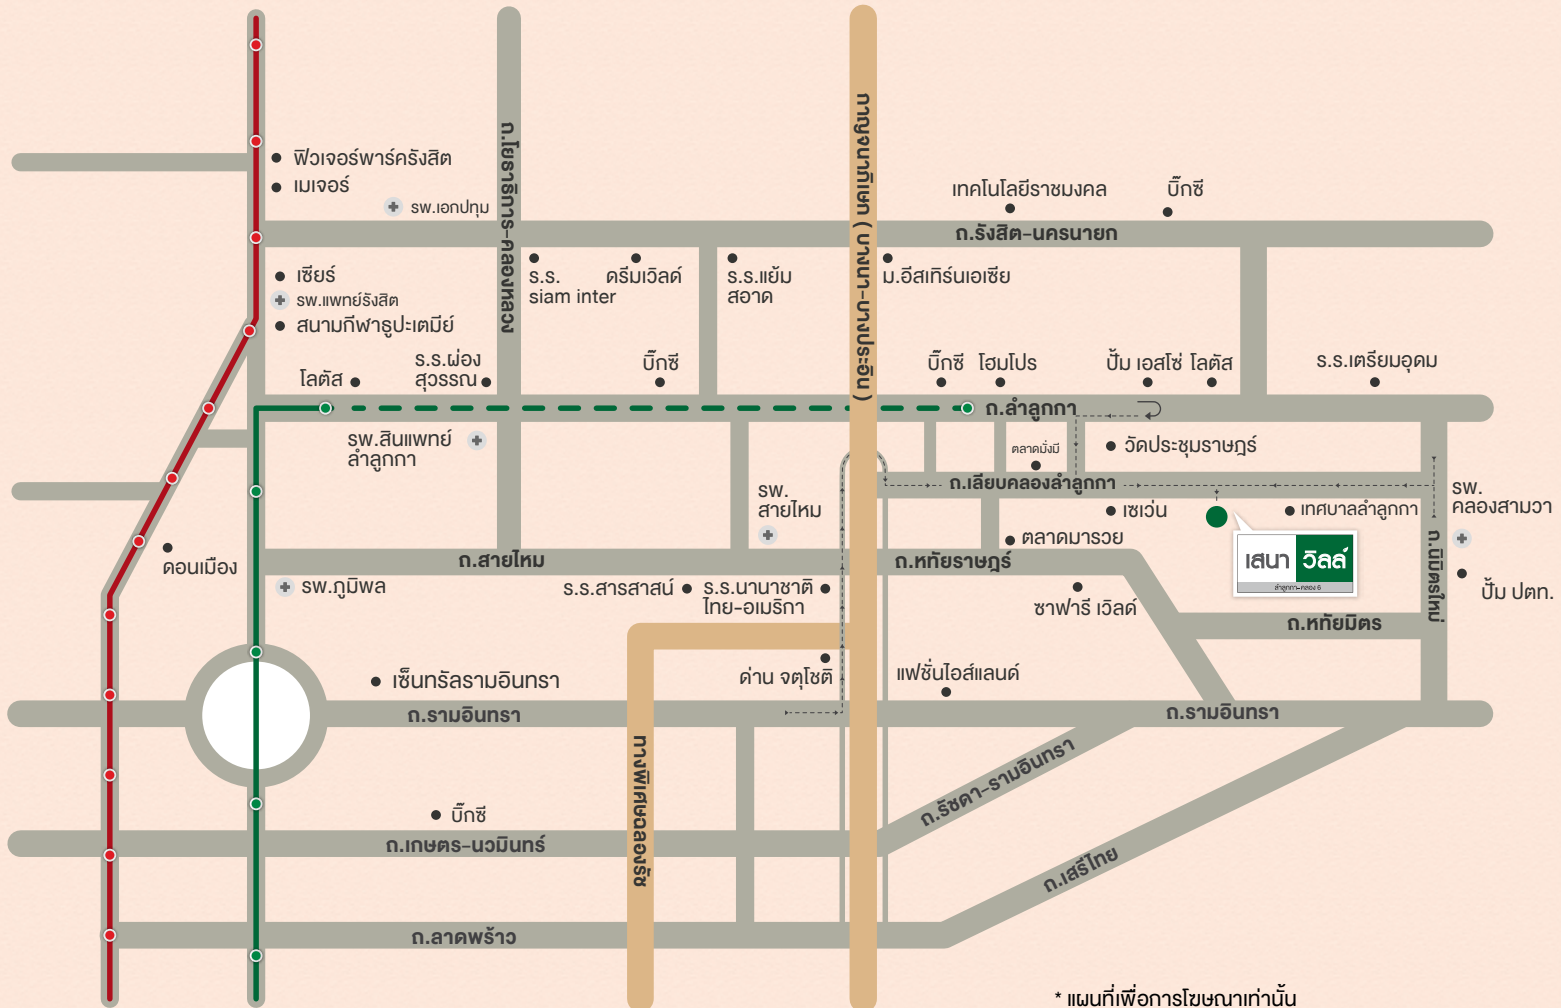 ฟิวเจอร์พาร์ครังสิต
เมเจอร์
รพ.เอกปทุม
ถ.โยธาธิการ-คลองหลวง
กาญจนาภิเษก ( บางนา-บางปะอิน )
เทคโนโลยีราชมงคล
บิ๊กซี
ถ.รังสิต-นครนายก
เซียร์
รพ.แพทย์รังสิต
สนามกีฬาธูปะเตมีย์
ร.ร.
siam inter
ดรีมเวิลด์
ร.ร.แย้ม
สอาด
ม.อีสเทิร์นเอเซีย
โลตัส
ร.ร.ผ่อง
สุวรรณ
บิ๊กซี
บิ๊กซี
โฮมโปร
ปั้ม เอสโซ่
โลตัส
ร.ร.เตรียมอุดม
ถ.ลำลูกกา
รพ.สินแพทย์
ลำลูกกา
ตลาดมั่งมี
วัดประชุมราษฎร์
ถ.เลียบคลองลำลูกกา
รพ.
สายไหม
รพ.
คลองสามวา
เซเว่น
เทศบาลลำลูกกา
ตลาดมารวย
ดอนเมือง
ถ.สายไหม
ถ.หทัยราษฎร์
เสนา วิลล์
ลำลูกกา-คลอง 6
ถ.นิมิตรใหม่
รพ.ภูมิพล
ร.ร.สารสาสน์
ร.ร.นานาชาติ
ไทย-อเมริกา
ซาฟารี เวิลด์
ปั้ม ปตท.
ถ.หทัยมิตร
ด่าน จตุโชติ
แฟชั่นไอส์แลนด์
เซ็นทรัลรามอินทรา
ถ.รามอินทรา
ถ.รามอินทรา
ทางพิเศษฉลองรัช
ถ.รัชดา-รามอินทรา
บิ๊กซี
ถ.เกษตร-นวมินทร์
ถ.เสรีไทย
ถ.ลาดพร้าว
* แผนที่เพื่อการโฆษณาเท่านั้น